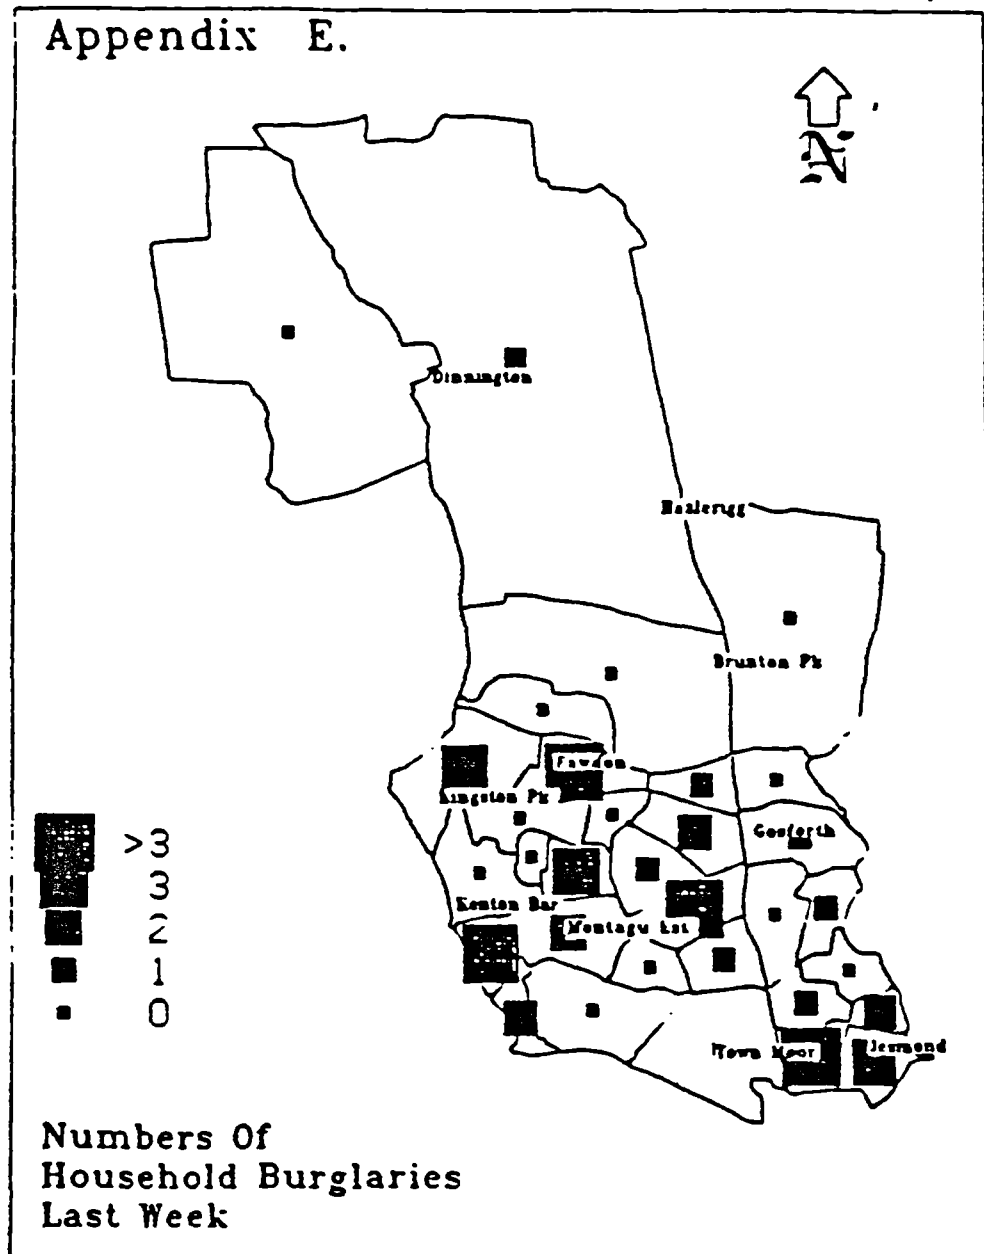 Appendix E.
N
Dinnington
Hazlerigg
Brunton Pk
Fawdon
Kingston Pk
Gosforth
>3
3
2
1
0
Kenton Bar
Montagu Est
Town Moor
Jesmond
Numbers Of
Household Burglaries
Last Week